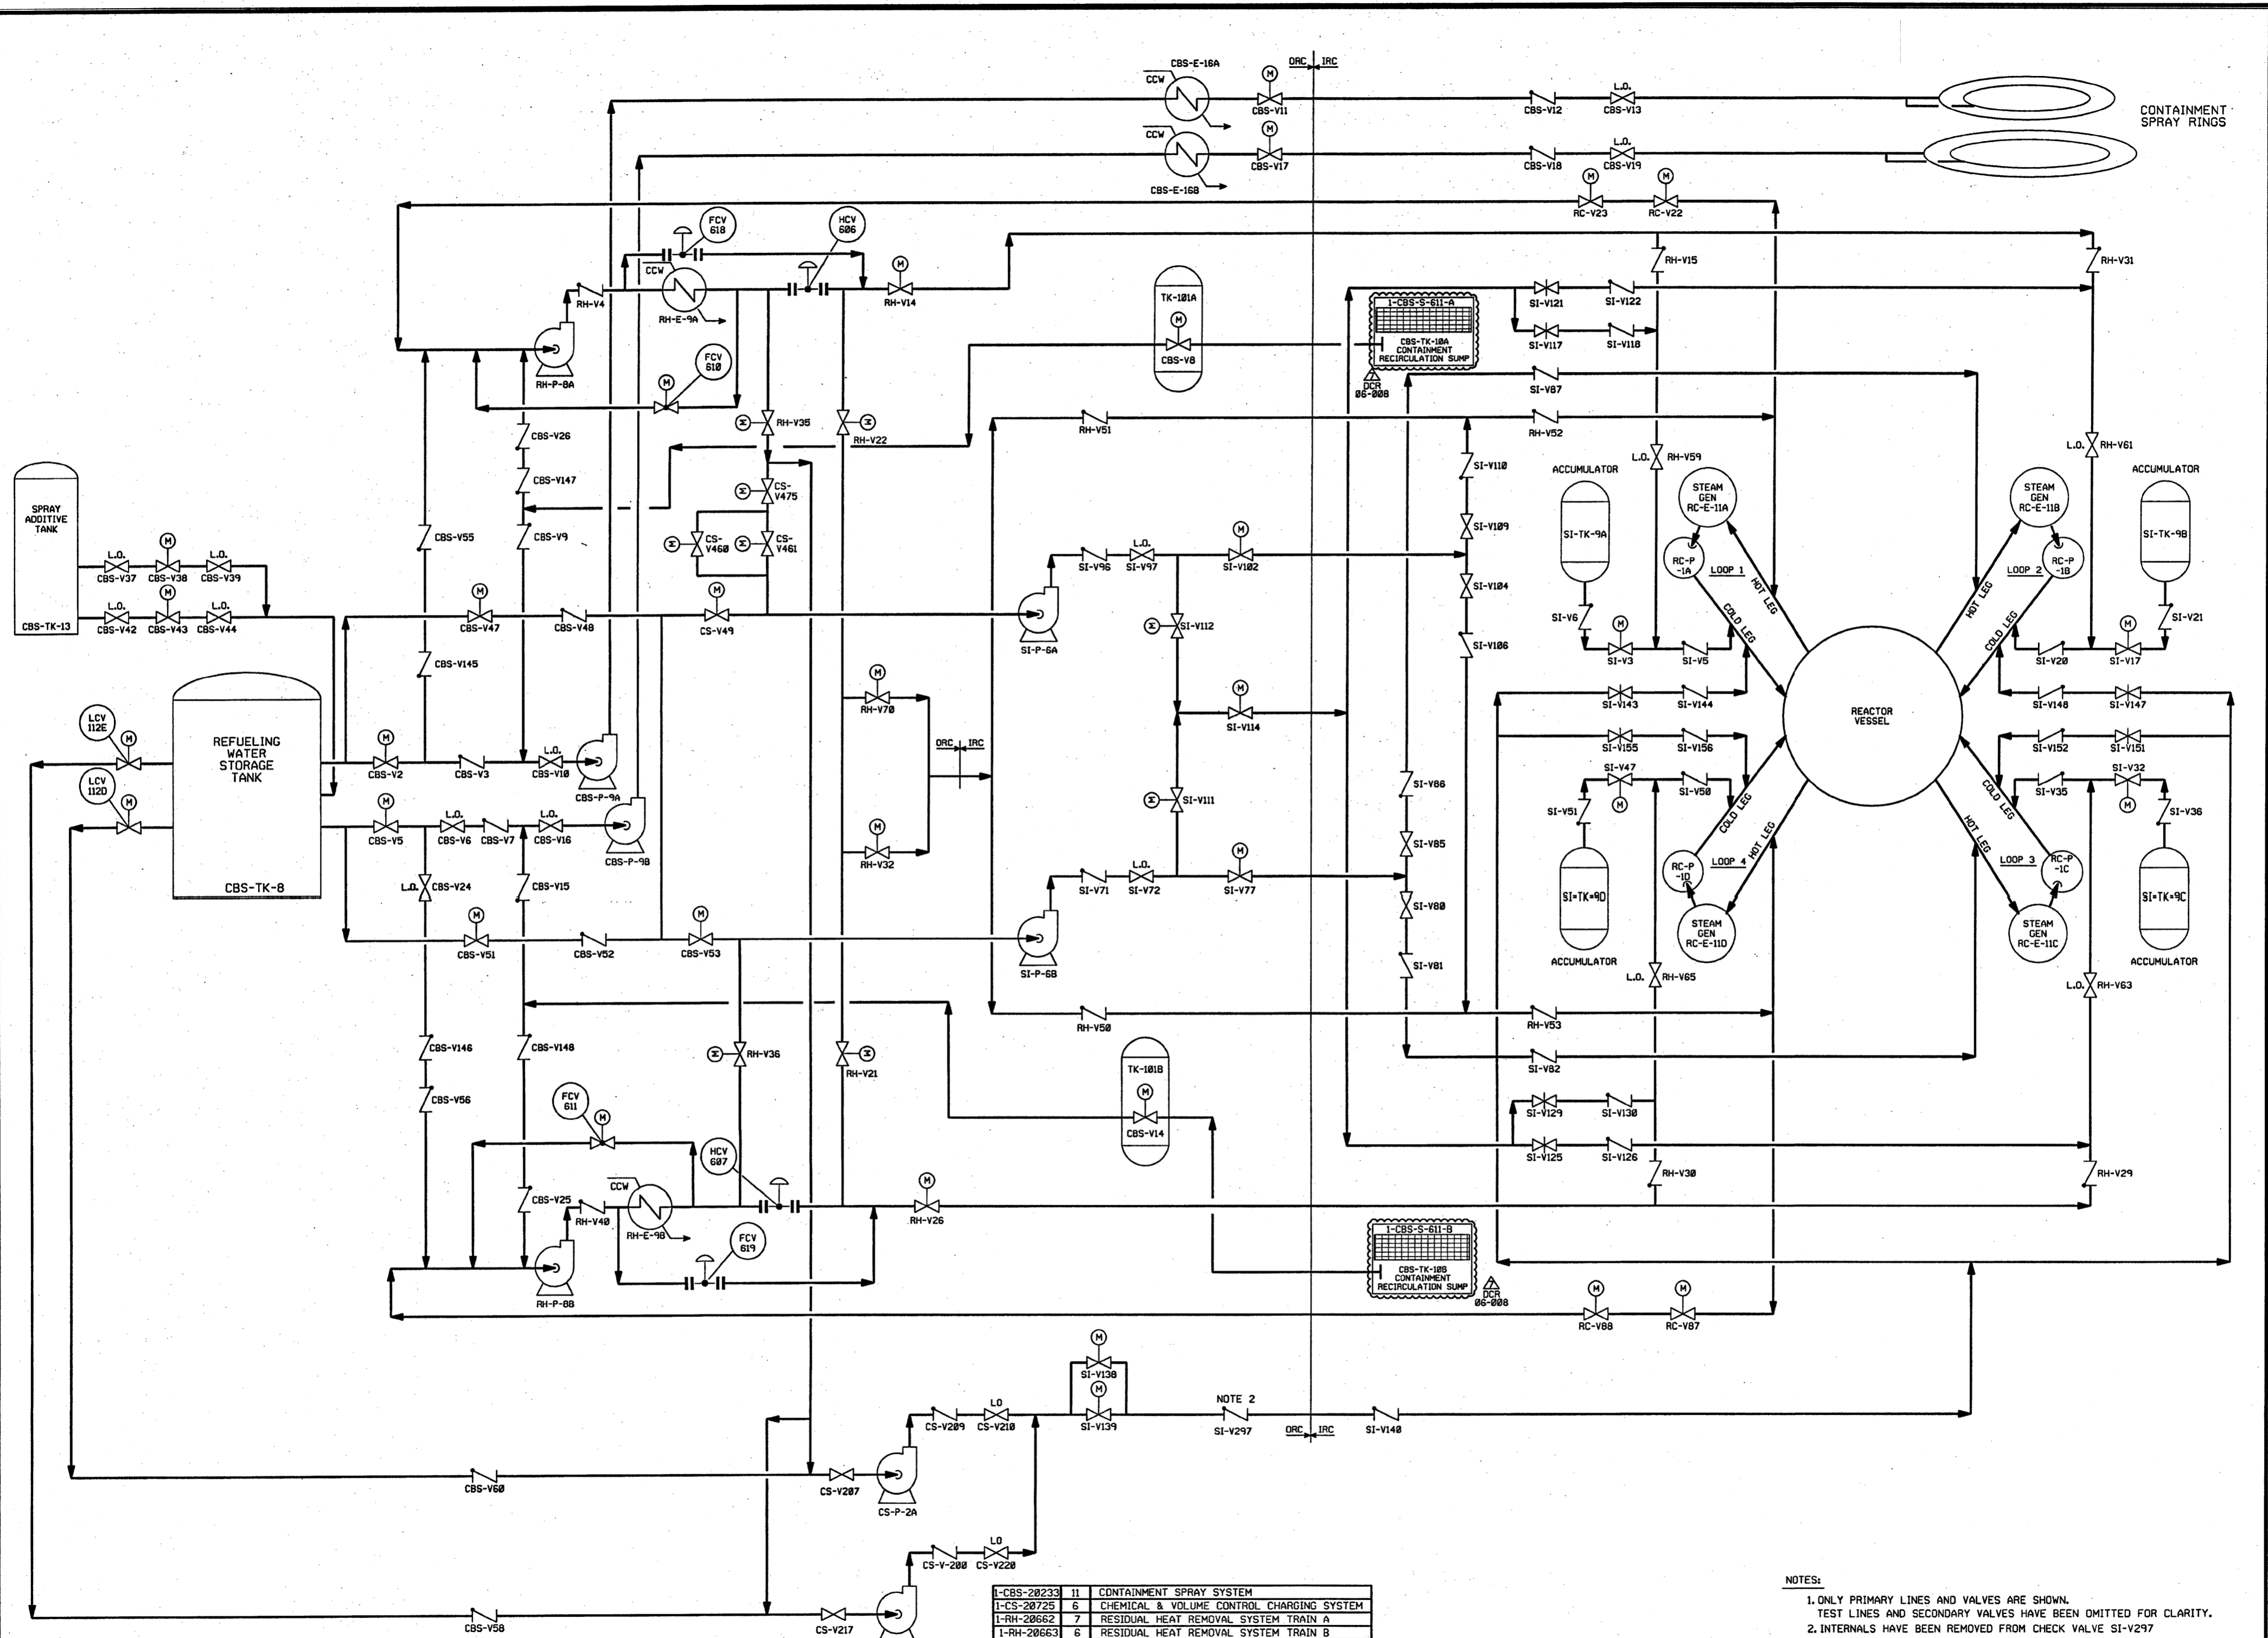 CBS-E-16A
CCW
M
CBS-V11
ORC IRC
CBS-V12
L.O.
CBS-V13
CONTAINMENT
SPRAY RINGS
CCW
M
CBS-V17
CBS-E-16B
CBS-V18
L.O.
CBS-V19
M
RC-V23
M
RC-V22
FCV
618
HCV
606
CCW
M
RH-V4
RH-E-9A
RH-V14
RH-P-8A
FCV
610
M
TK-101A
M
CBS-V8
1-CBS-S-611-A
CBS-TK-10A
CONTAINMENT
RECIRCULATION SUMP
7
DCR
06-008
RH-V15
RH-V31
SI-V121
SI-V122
SI-V117
SI-V118
SI-V87
CBS-V26
M
RH-V35
M
RH-V22
RH-V51
RH-V52
L.O.
RH-V61
CBS-V147
M
CS-
V475
SI-V110
L.O.
RH-V59
ACCUMULATOR
STEAM
GEN
RC-E-11A
STEAM
GEN
RC-E-11B
ACCUMULATOR
SPRAY
ADDITIVE
TANK
CBS-TK-13
L.O.
CBS-V37
M
CBS-V38
L.O.
CBS-V39
L.O.
CBS-V42
M
CBS-V43
L.O.
CBS-V44
CBS-V55
CBS-V9
M
CS-
V460
M
CS-
V461
SI-V96
L.O.
SI-V97
M
SI-V102
SI-V109
SI-V104
SI-TK-9A
RC-P
-1A
LOOP 1
HOT LEG
COLD LEG
LOOP 2
HOT LEG
COLD LEG
RC-P
-1B
SI-TK-9B
M
CBS-V47
CBS-V48
M
CS-V49
SI-P-6A
M
SI-V112
SI-V106
SI-V6
M
SI-V3
SI-V5
SI-V20
M
SI-V17
SI-V21
CBS-V145
M
RH-V70
M
SI-V114
SI-V143
SI-V144
SI-V148
SI-V147
REACTOR
VESSEL
LCV
112E
M
LCV
112D
M
REFUELING
WATER
STORAGE
TANK
CBS-TK-8
M
CBS-V2
CBS-V3
L.O.
CBS-V10
CBS-P-9A
ORC IRC
SI-V155
SI-V156
SI-V152
SI-V151
SI-V86
M
SI-V111
SI-V47
M
SI-V50
SI-V51
SI-V35
SI-V32
M
SI-V36
M
CBS-V5
L.O.
CBS-V6
CBS-V7
L.O.
CBS-V16
CBS-P-9B
M
RH-V32
SI-V85
COLD LEG
LOOP 4
HOT LEG
COLD LEG
HOT LEG
LOOP 3
L.O.
CBS-V24
CBS-V15
SI-V71
L.O.
SI-V72
M
SI-V77
SI-V80
SI=TK=9D
RC-P
-1D
RC-P
-1C
SI=TK=9C
M
CBS-V51
CBS-V52
M
CBS-V53
SI-P-6B
SI-V81
STEAM
GEN
RC-E-11D
STEAM
GEN
RC-E-11C
ACCUMULATOR
ACCUMULATOR
L.O.
RH-V65
L.O.
RH-V63
RH-V50
RH-V53
CBS-V146
CBS-V148
M
RH-V36
M
RH-V21
SI-V82
TK-101B
M
CBS-V14
CBS-V56
FCV
611
M
SI-V129
SI-V130
SI-V125
SI-V126
HCV
607
RH-V30
RH-V29
CBS-V25
CCW
RH-V40
RH-E-9B
M
RH-V26
FCV
619
RH-P-8B
1-CBS-S-611-B
CBS-TK-10B
CONTAINMENT
RECIRCULATION SUMP
7
DCR
06-008
M
RC-V88
M
RC-V87
M
SI-V138
M
SI-V139
CS-V209
LO
CS-V210
NOTE 2
SI-V297
ORC IRC
SI-V140
CBS-V60
CS-V207
CS-P-2A
CS-V-200
LO
CS-V220
CBS-V58
CS-V217
1-CBS-20233 11 CONTAINMENT SPRAY SYSTEM
1-CS-20725 6 CHEMICAL & VOLUME CONTROL CHARGING SYSTEM
1-RH-20662 7 RESIDUAL HEAT REMOVAL SYSTEM TRAIN A
1-RH-20663 6 RESIDUAL HEAT REMOVAL SYSTEM TRAIN B
NOTES:
1. ONLY PRIMARY LINES AND VALVES ARE SHOWN.
TEST LINES AND SECONDARY VALVES HAVE BEEN OMITTED FOR CLARITY.
2. INTERNALS HAVE BEEN REMOVED FROM CHECK VALVE SI-V297